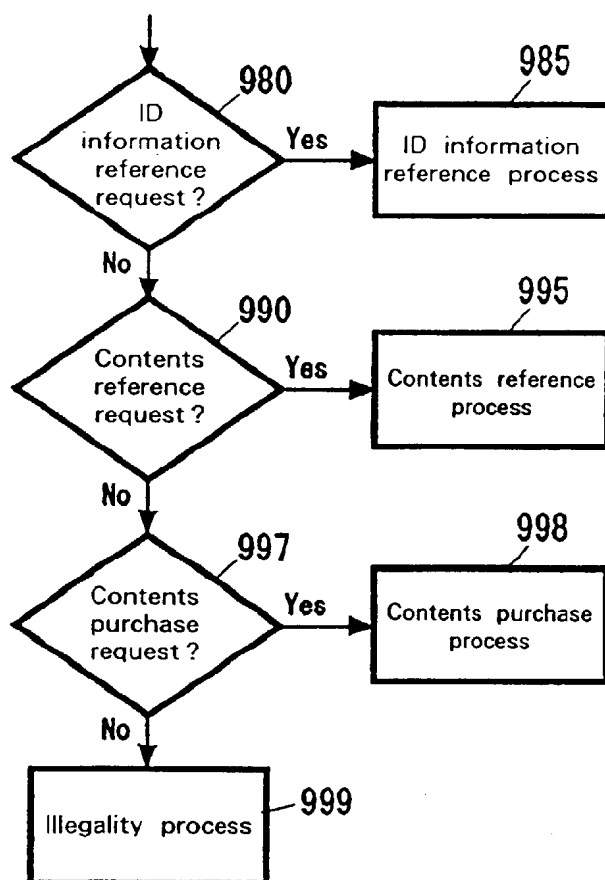 980
ID
information
reference
request ?
Yes
985
ID information
reference process
No
990
Contents
reference
request ?
Yes
995
Contents reference
process
No
997
Contents
purchase
request ?
Yes
998
Contents purchase
process
No
Illegality process
999